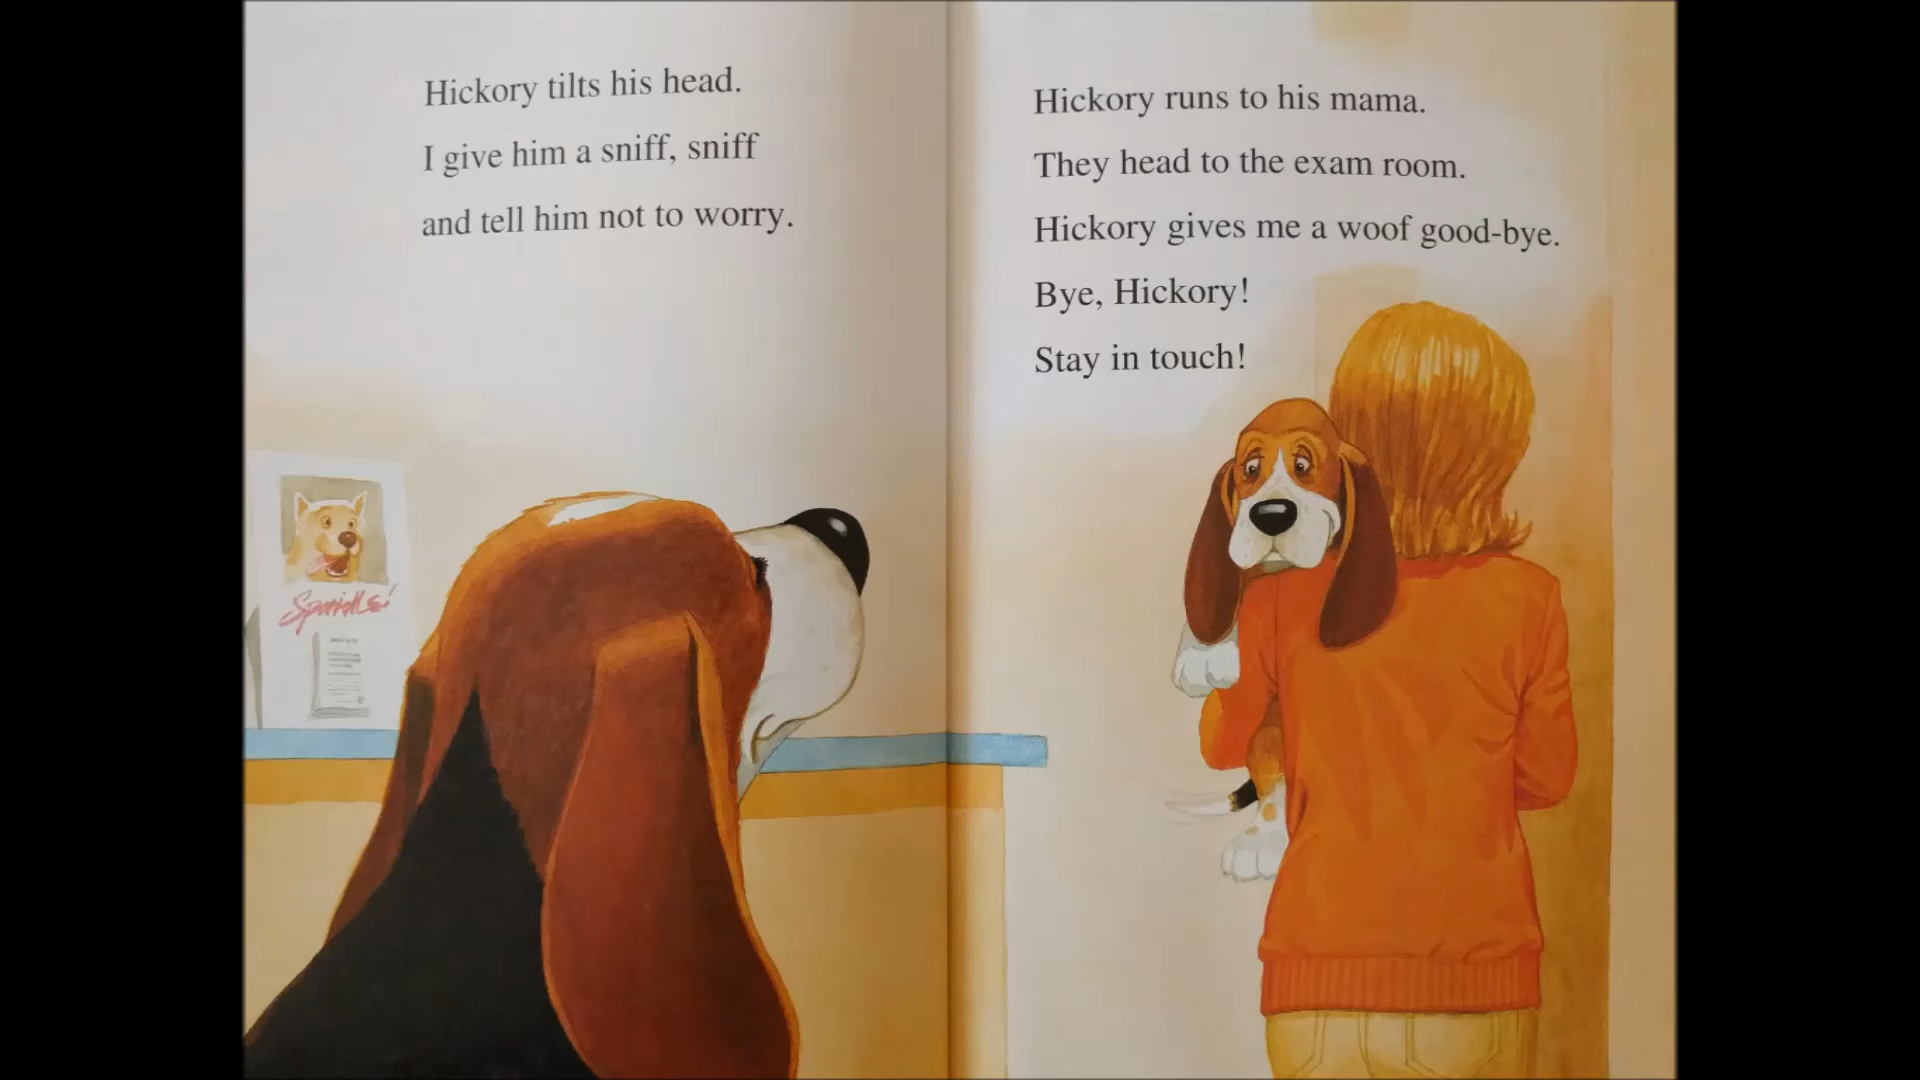 Hickory tilts his head.
I give him a sniff, sniff
and tell him not to worry.
Hickory runs to his mama.
They head to the exam room.
Hickory gives me a woof good-bye.
Bye, Hickory!
Stay in touch!